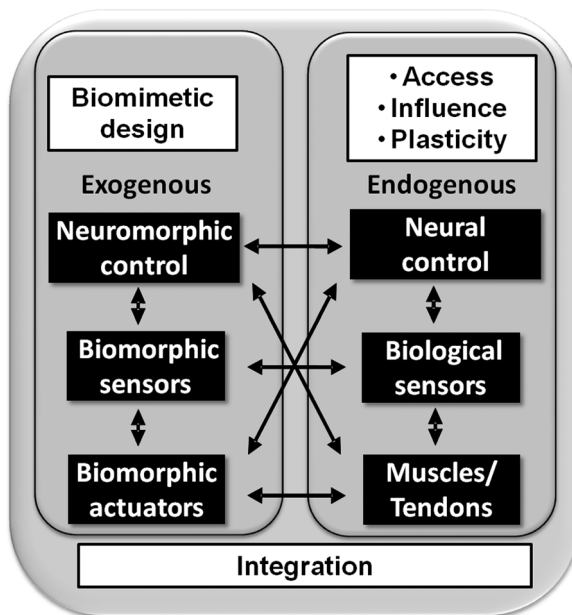 Biomimetic
design
Exogenous
Neuromorphic
control
Biomorphic
sensors
Biomorphic
actuators
• Access
• Influence
• Plasticity
Endogenous
Neural
control
Biological
sensors
Muscles/
Tendons
Integration